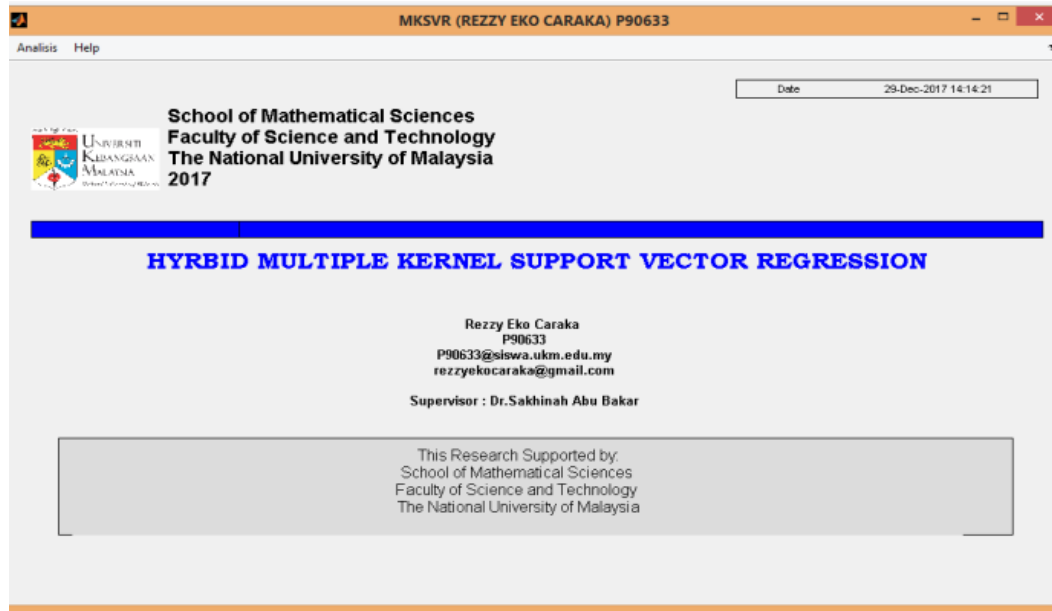 MKSVR (REZZY EKO CARAKA) P90633
Analisis Help
Date 29-Dec-2017 14:14:21
School of Mathematical Sciences
Faculty of Science and Technology
The National University of Malaysia
2017
UNIVERSITI
KEBANGSAAN
MALAYSIA
HYRBID MULTIPLE KERNEL SUPPORT VECTOR REGRESSION
Rezzy Eko Caraka
P90633
P90633@siswa.ukm.edu.my
rezzyekocaraka@gmail.com
Supervisor : Dr.Sakhinah Abu Bakar
This Research Supported by:
School of Mathematical Sciences
Faculty of Science and Technology
The National University of Malaysia